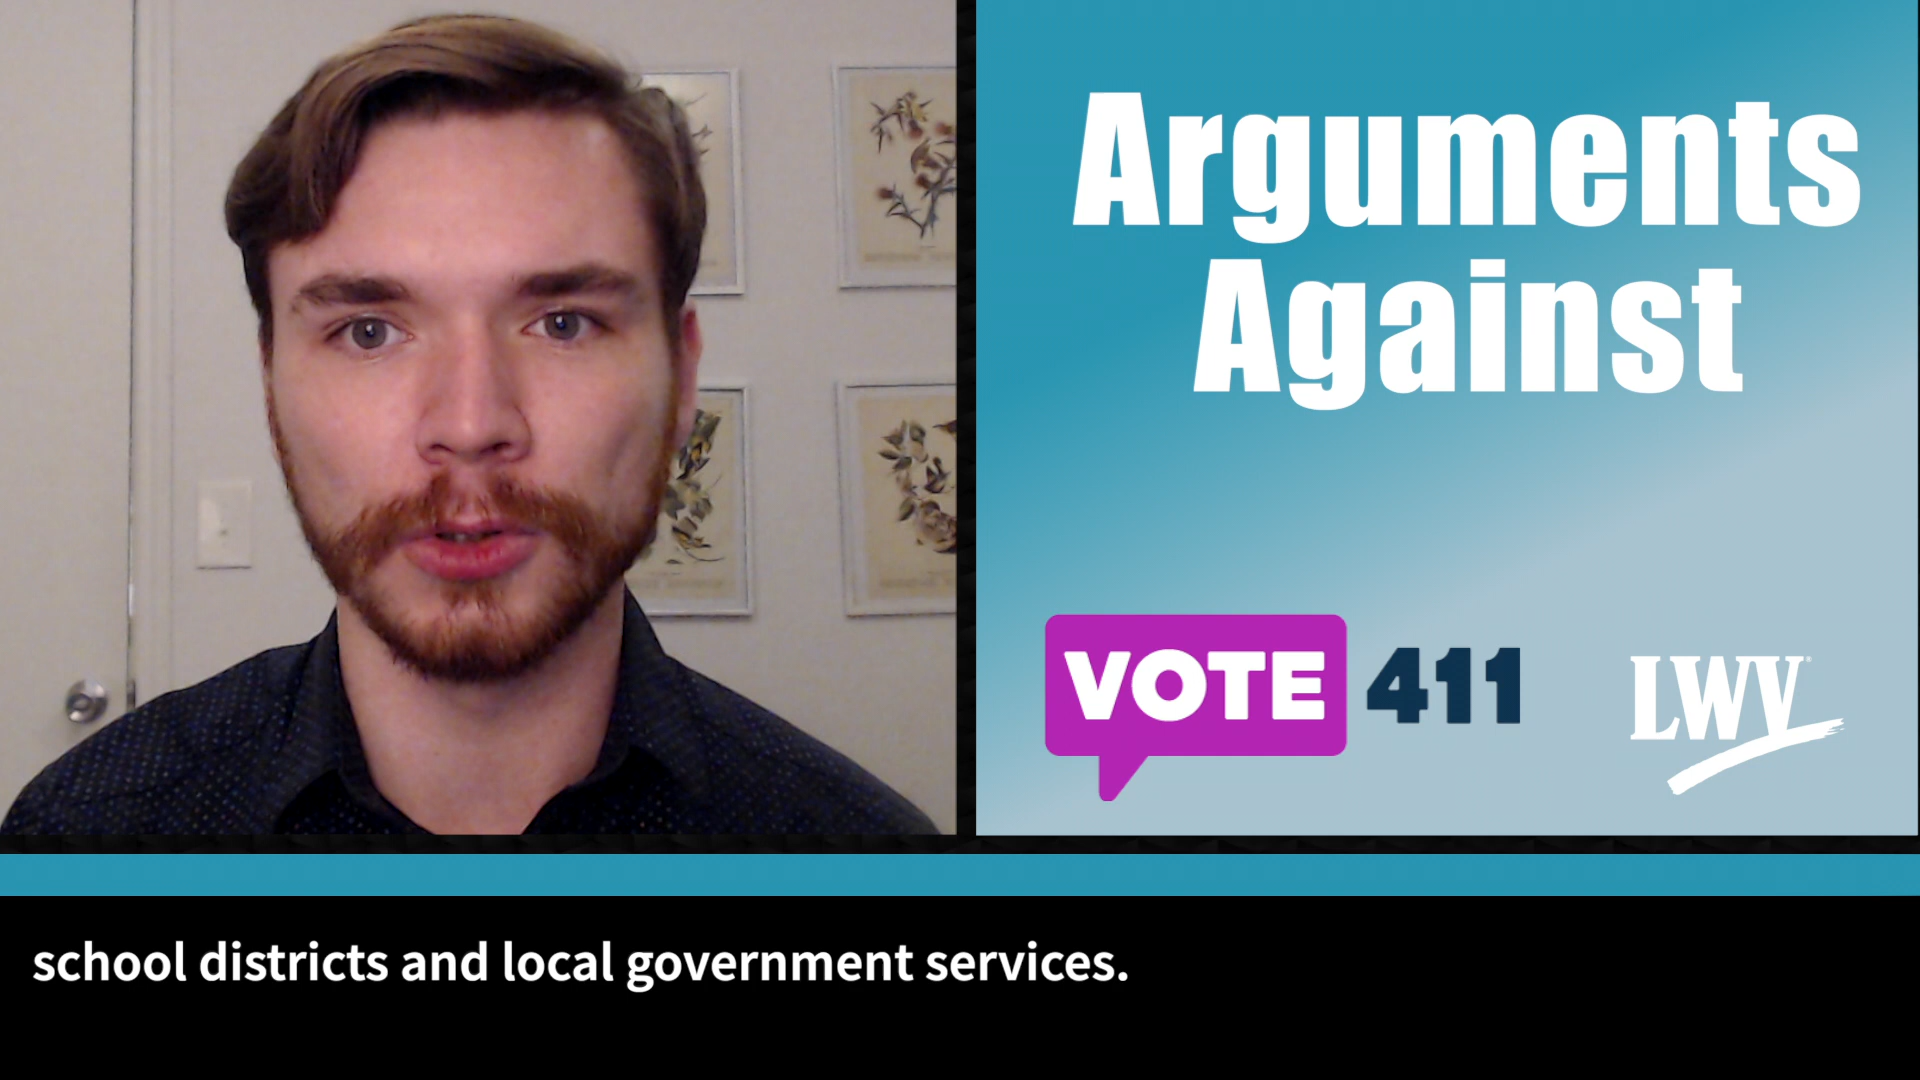 Arguments
Against
VOTE 411
LWV
school districts and local government services.